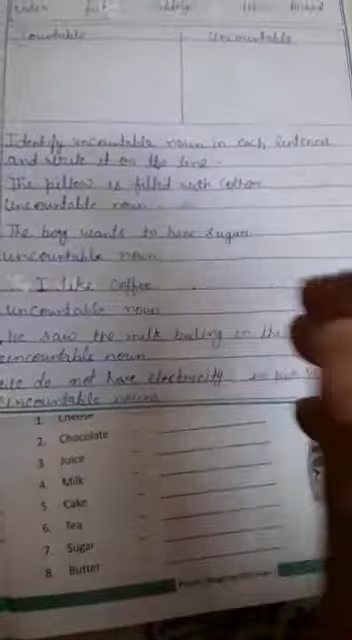 Countable Uncountable
Identify uncountable noun in each sentence
and write it on the line.
The pillow is filled with cotton
Uncountable noun
The boy wants to have sugar
uncountable noun
I like coffee
uncountable noun
he saw the milk boiling in the
uncountable noun
do not have electricity in
uncountable nouns
1. Cheese
2. Chocolate -
3. Juice -
4. Milk -
5. Cake -
6. Tea -
7. Sugar -
8. Butter -